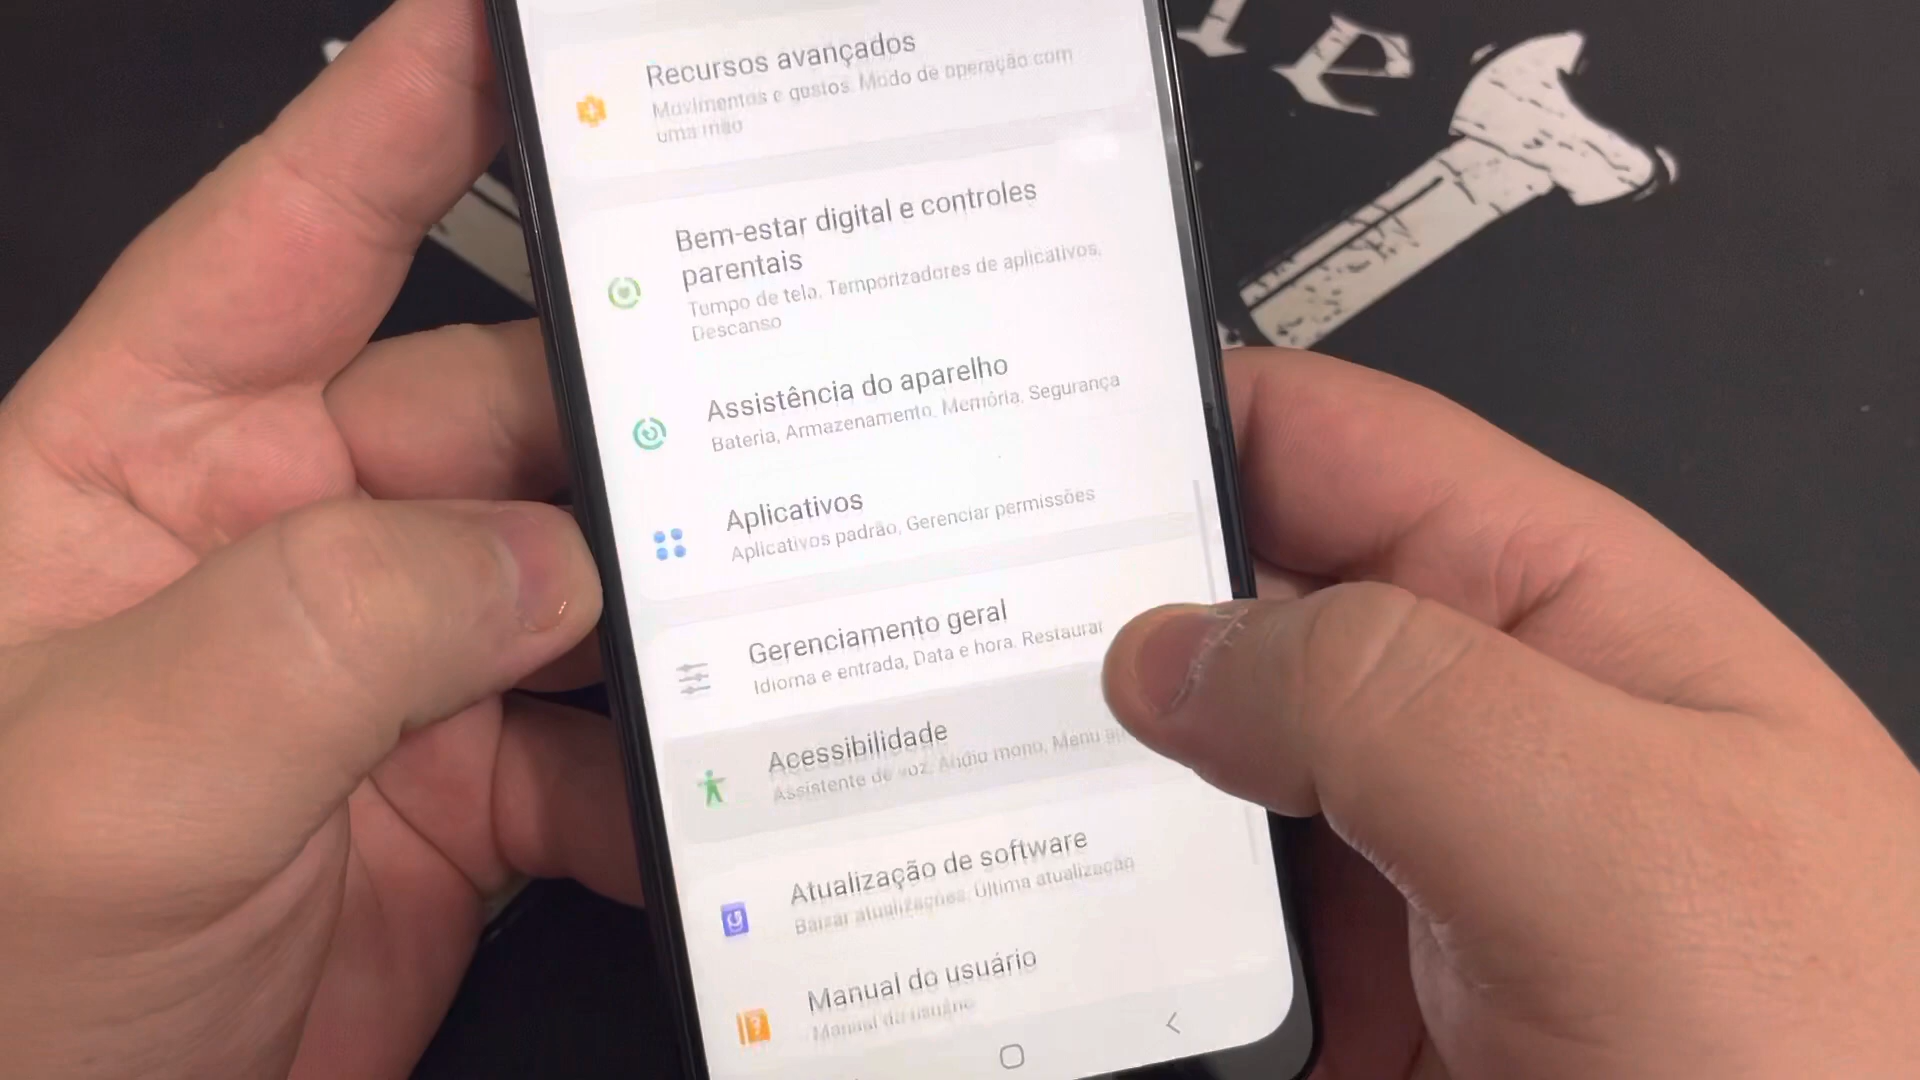 ie
Recursos avançados
Movimentos e gestos, Modo de operação com
uma mão
Bem-estar digital e controles
parentais
Tempo de tela, Temporizadores de aplicativos,
Descanso
Assistência do aparelho
Bateria, Armazenamento, Memória, Segurança
Aplicativos
Aplicativos padrão, Gerenciar permissões
Gerenciamento geral
Idioma e entrada, Data e hora, Restaurar
Acessibilidade
Assistente de voz, Áudio mono, Menu
Atualização de software
Baixar atualizações, Última atualização
Manual do usuário
Manual do usuário